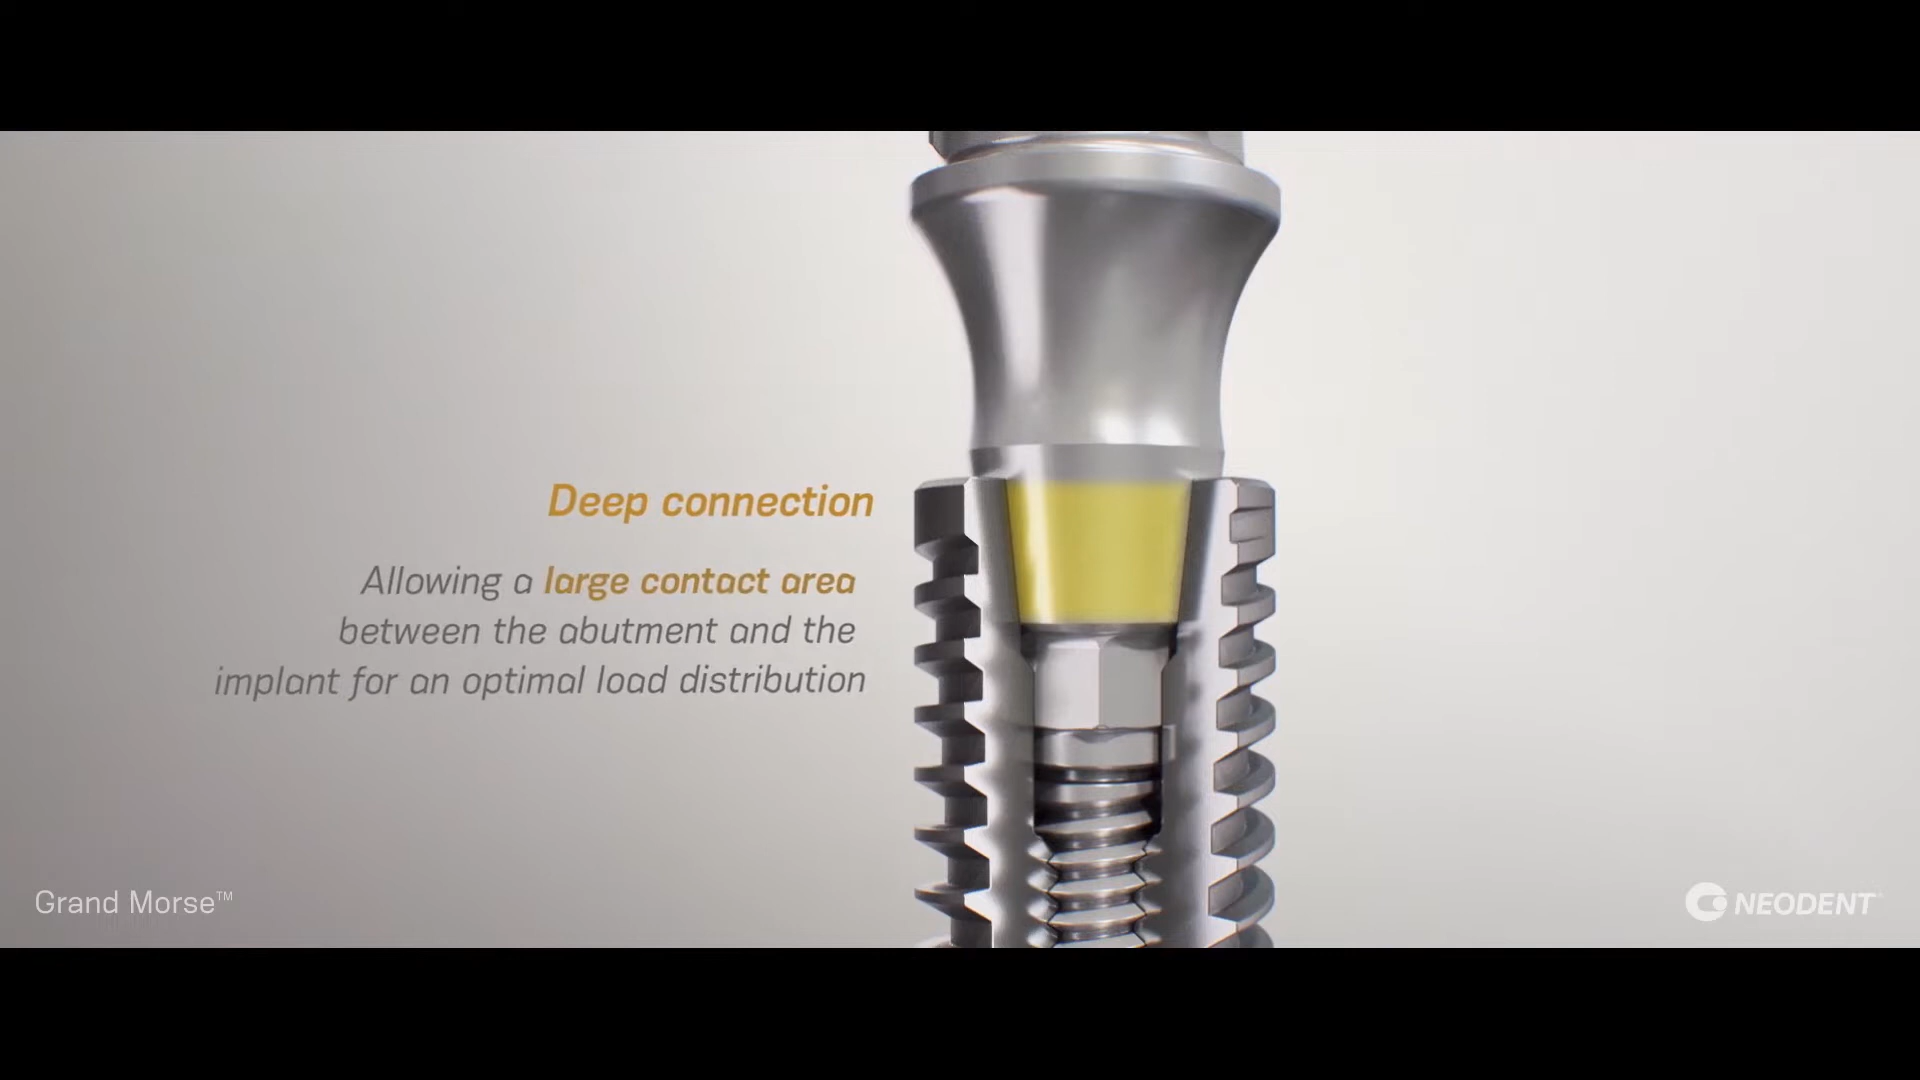 Deep connection
Allowing a large contact area
between the abutment and the
implant for an optimal load distribution
Grand Morse™
NEODENT